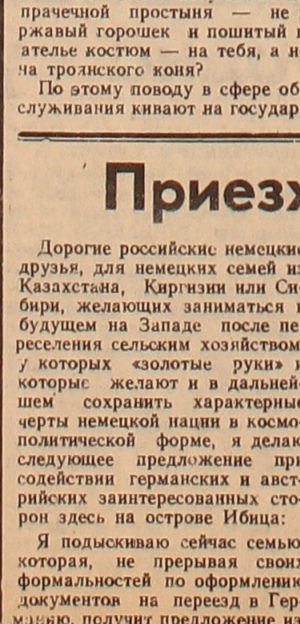 прачечной простыня — не
ржавый горошек и пошитый в
ателье костюм — на тебя, а н
на троянского коня?
По этому поводу в сфере об
служивания кивают на государ
Приезж
Дорогие российские немецкие
друзья, для немецких семей из
Казахстана, Киргизии или Си-
бири, желающих заниматься в
будущем на Западе после пе-
реселения сельским хозяйством,
у которых «золотые руки» и
которые желают и в дальней-
шем сохранить характерные
черты немецкой нации в космо-
политической форме, я делаю
следующее предложение при
содействии германских и авст-
рийских заинтересованных сто-
рон здесь на острове Ибица:
Я подыскиваю сейчас семью,
которая, не прерывая своих
формальностей по оформлению
документов на переезд в Гер-
манию, получит предложение из